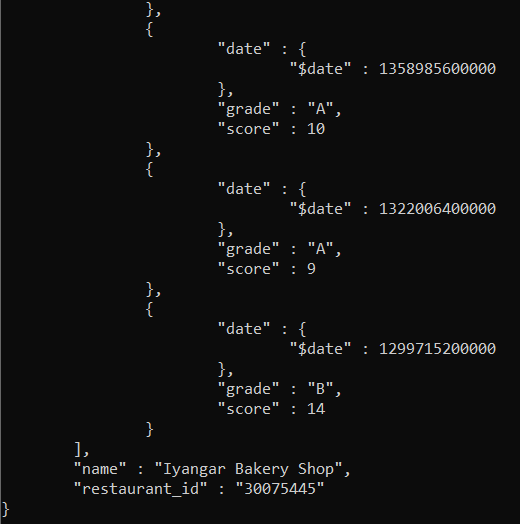 },
{
"date" : {
"$date" : 1358985600000
},
"grade" : "A",
"score" : 10
},
{
"date" : {
"$date" : 1322006400000
},
"grade" : "A",
"score" : 9
},
{
"date" : {
"$date" : 1299715200000
},
"grade" : "B",
"score" : 14
}
],
"name" : "Iyangar Bakery Shop",
"restaurant_id" : "30075445"
}